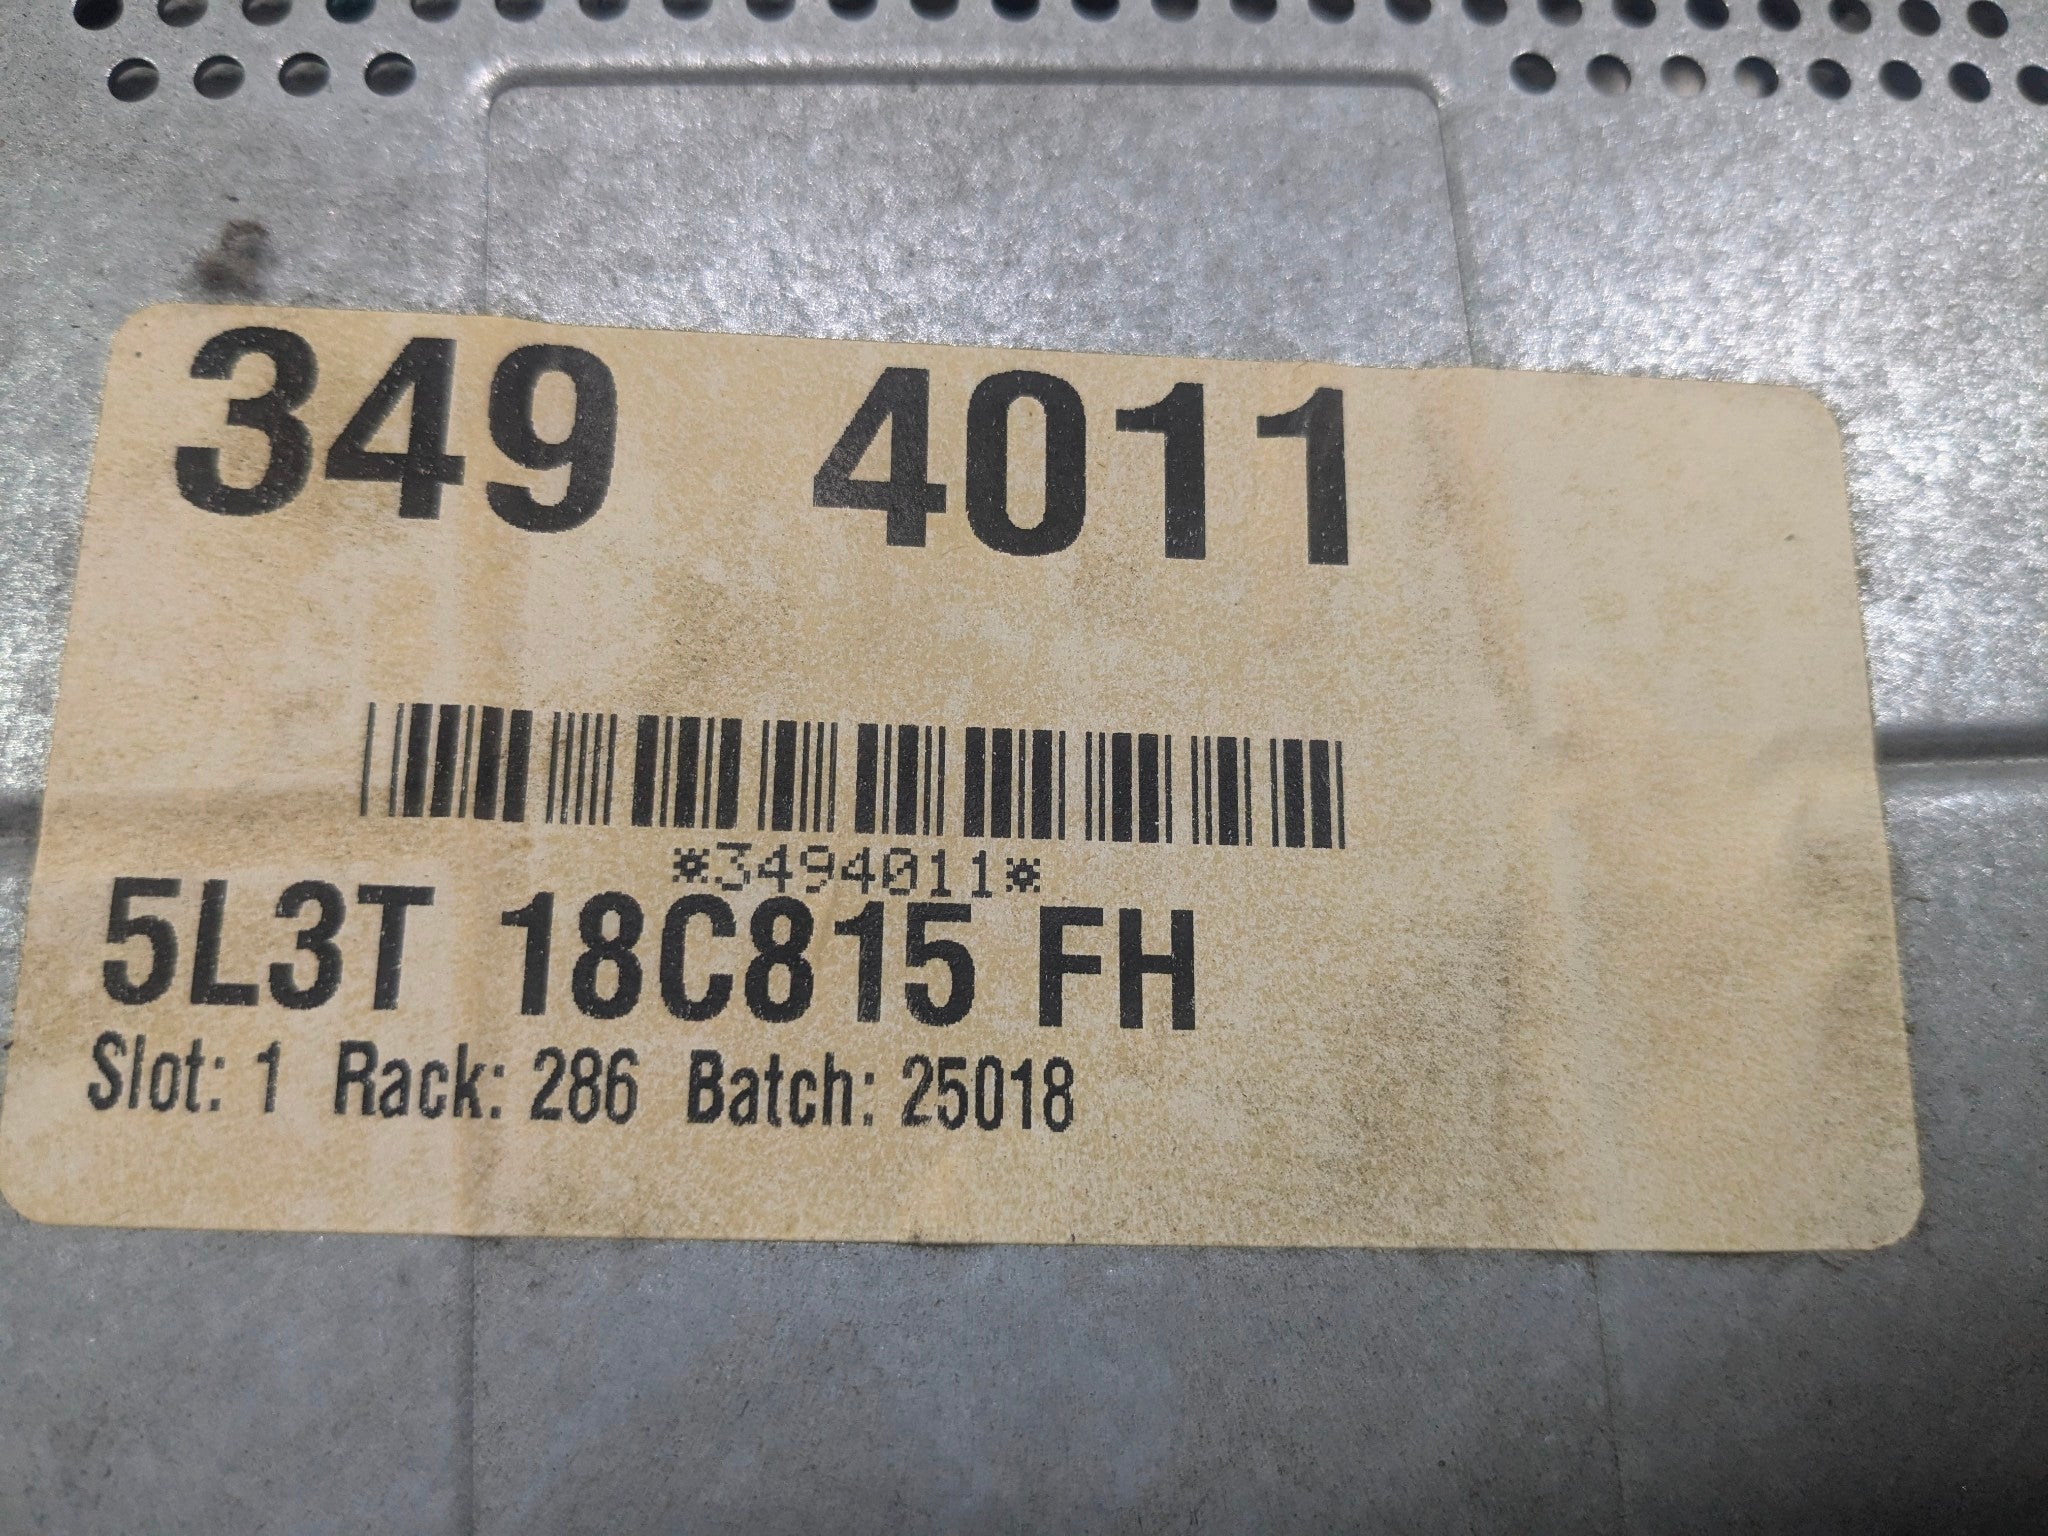 349 4011
*3494011*
5L3T 18C815 FH
Slot: 1 Rack: 286 Batch: 25018